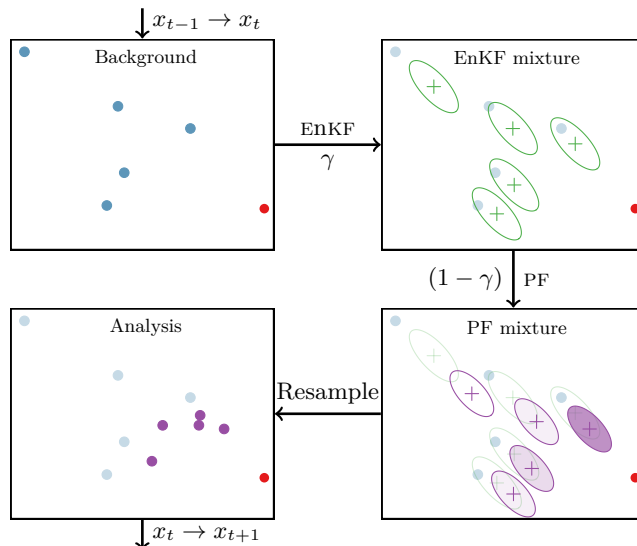 x_{t−1} → x_t
Background
EnKF mixture
EnKF
γ
(1 − γ) PF
Analysis
PF mixture
Resample
x_t → x_{t+1}